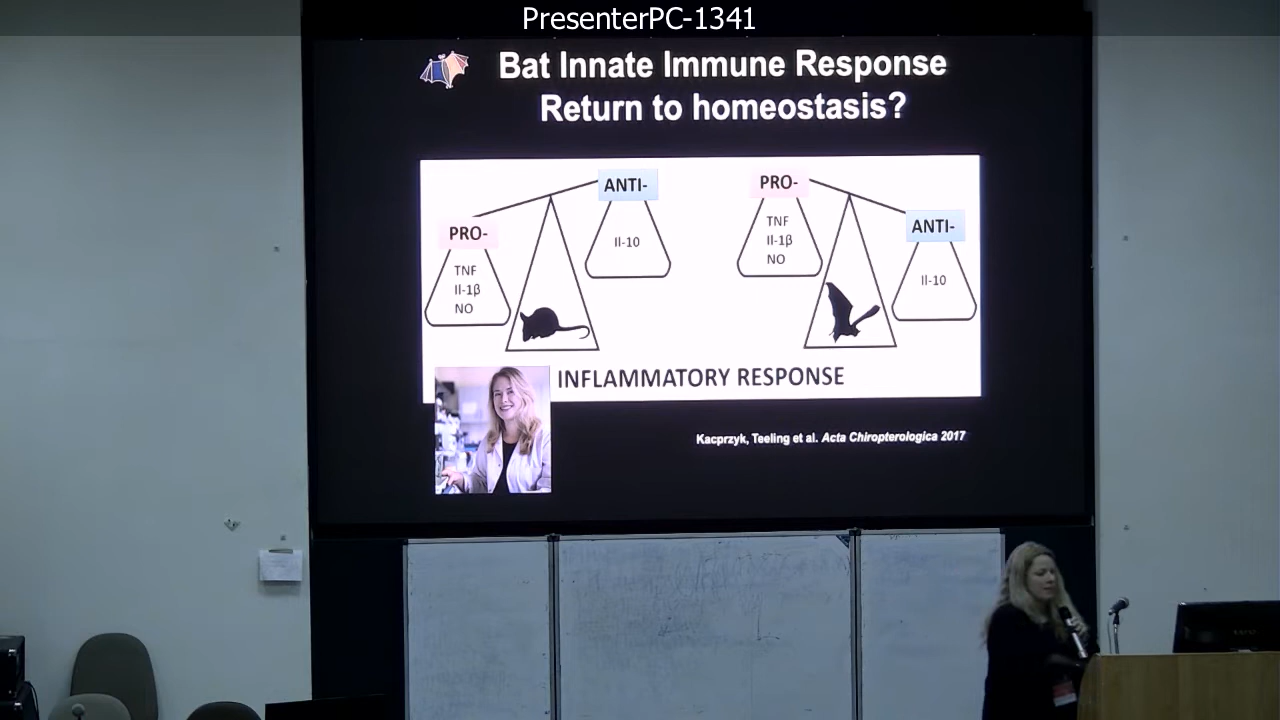 PresenterPC-1341
Bat Innate Immune Response
Return to homeostasis?
ANTI-
PRO-
Il-10
TNF
Il-1β
NO
PRO-
ANTI-
TNF
Il-1β
NO
Il-10
INFLAMMATORY RESPONSE
Kacprzyk, Teeling et al. Acta Chiropterologica 2017